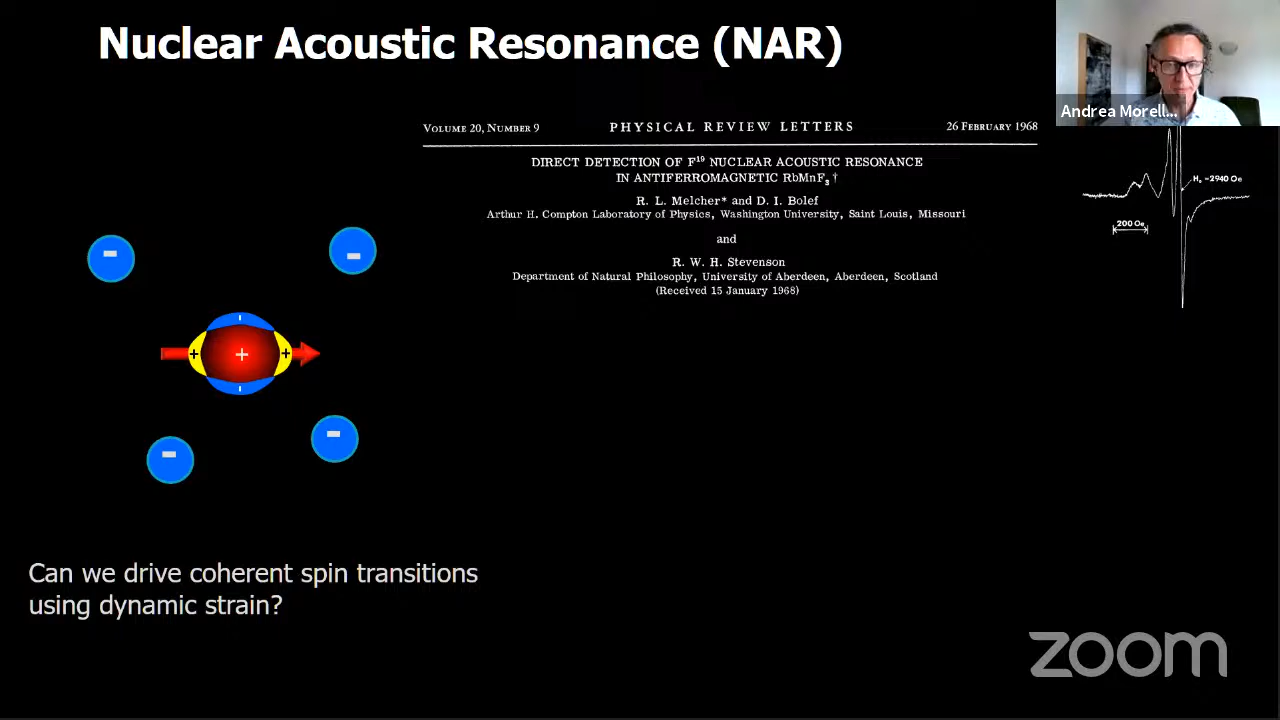 Nuclear Acoustic Resonance (NAR)
Andrea Morell...
VOLUME 20, NUMBER 9 PHYSICAL REVIEW LETTERS 26 FEBRUARY 1968
DIRECT DETECTION OF F¹⁹ NUCLEAR ACOUSTIC RESONANCE
IN ANTIFERROMAGNETIC RbMnF₃†
R. L. Melcher* and D. I. Bolef
Arthur H. Compton Laboratory of Physics, Washington University, Saint Louis, Missouri
and
R. W. H. Stevenson
Department of Natural Philosophy, University of Aberdeen, Aberdeen, Scotland
(Received 15 January 1968)
H₀=2940 Oe
200 Oe
-
-
-
+ + +
-
-
-
Can we drive coherent spin transitions
using dynamic strain?
zoom